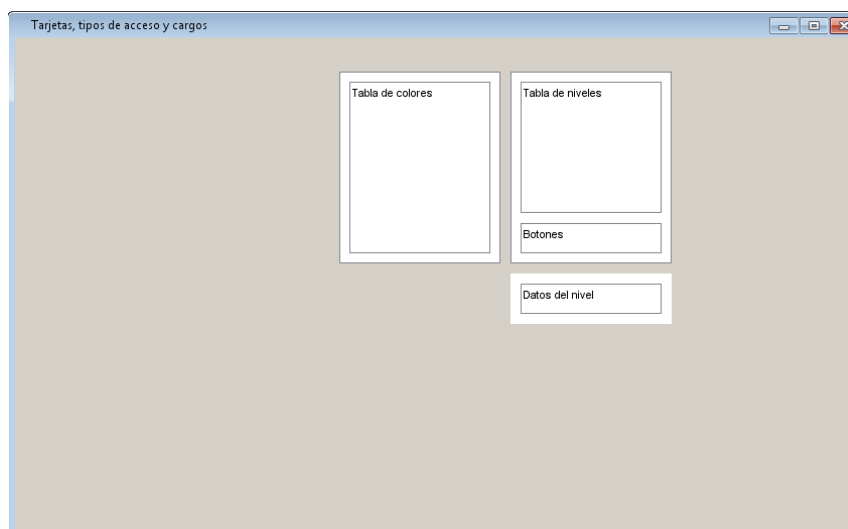 Tarjetas, tipos de acceso y cargos
Tabla de colores
Tabla de niveles
Botones
Datos del nivel